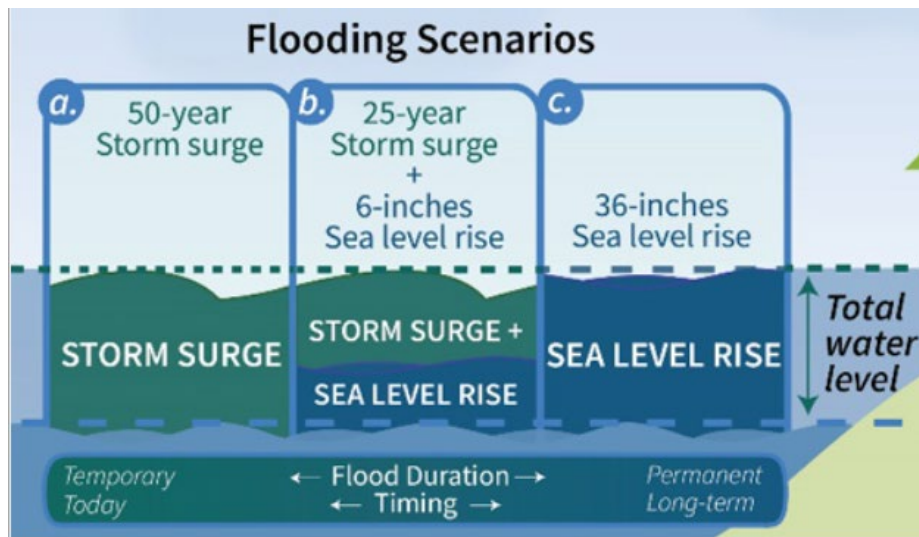 Flooding Scenarios
a.
50-year
Storm surge
b.
25-year
Storm surge
+
6-inches
Sea level rise
c.
36-inches
Sea level rise
STORM SURGE
STORM SURGE +
SEA LEVEL RISE
SEA LEVEL RISE
Total
water
level
Temporary
Today
← Flood Duration →
← Timing →
Permanent
Long-term